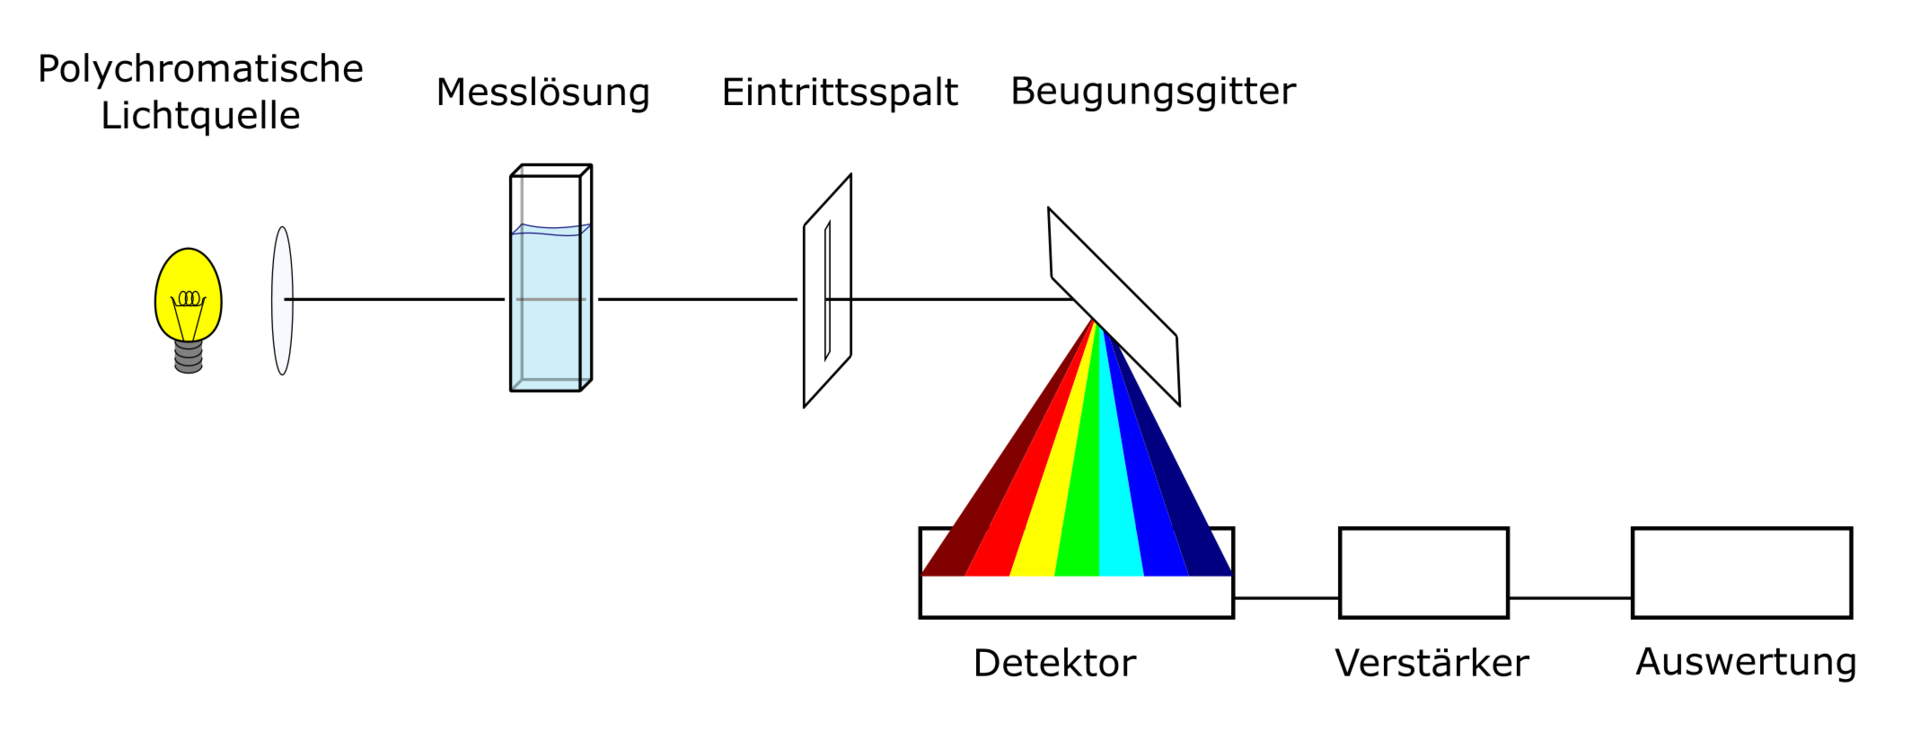 Polychromatische
Lichtquelle
Messlösung
Eintrittsspalt
Beugungsgitter
Detektor
Verstärker
Auswertung